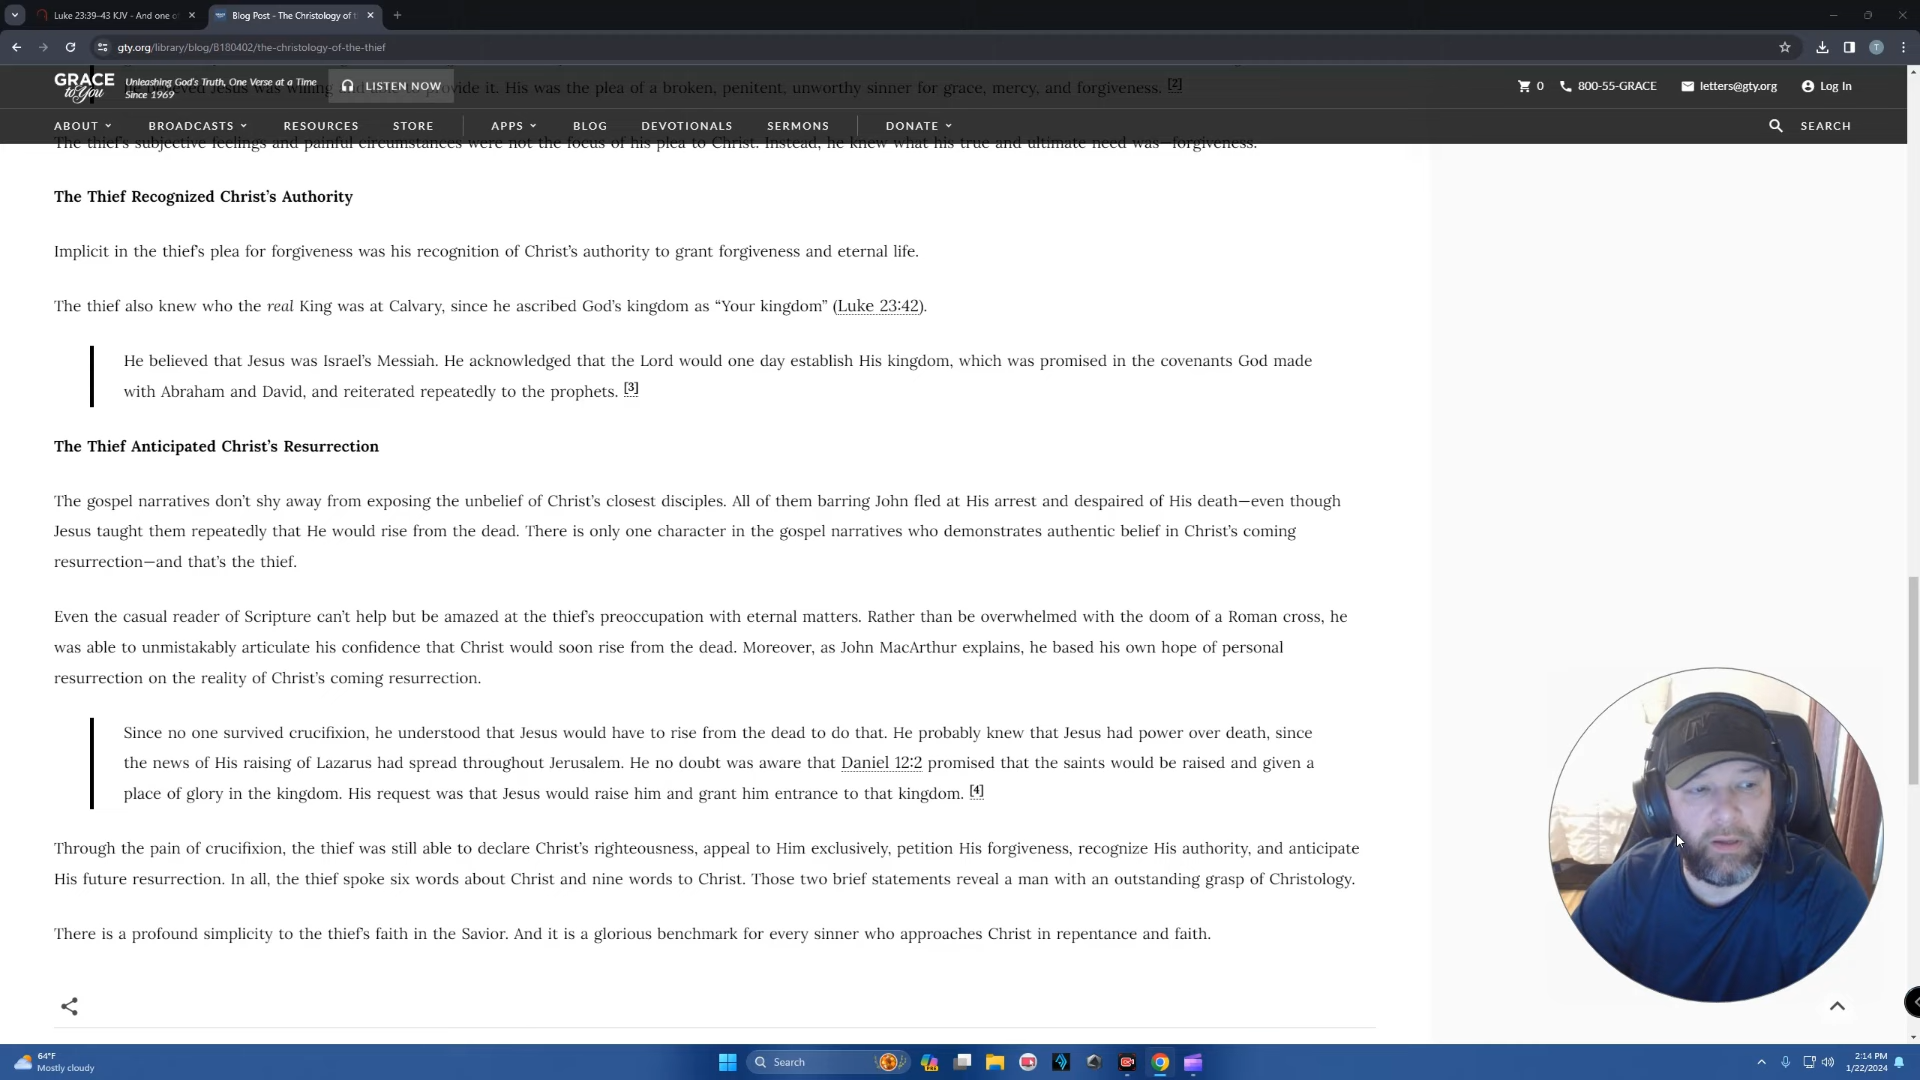 Luke 23:39-43 KJV - And one of
Blog Post - The Christology of t
gty.org/library/blog/8180402/the-christology-of-the-thief
GRACE to You
Unleashing God's Truth, One Verse at a Time
Since 1969
LISTEN NOW
0
800-55-GRACE
letters@gty.org
Log In
Jesus was willing provide it. His was the plea of a broken, penitent, unworthy sinner for grace, mercy, and forgiveness. [2]
ABOUT
BROADCASTS
RESOURCES
STORE
APPS
BLOG
DEVOTIONALS
SERMONS
DONATE
SEARCH
The thief's subjective feelings and painful circumstances were not the focus of his plea to Christ. Instead, he knew what his true and ultimate need was—forgiveness.
The Thief Recognized Christ's Authority
Implicit in the thief's plea for forgiveness was his recognition of Christ's authority to grant forgiveness and eternal life.
The thief also knew who the real King was at Calvary, since he ascribed God's kingdom as “Your kingdom” (Luke 23:42).
He believed that Jesus was Israel's Messiah. He acknowledged that the Lord would one day establish His kingdom, which was promised in the covenants God made
with Abraham and David, and reiterated repeatedly to the prophets. [3]
The Thief Anticipated Christ's Resurrection
The gospel narratives don't shy away from exposing the unbelief of Christ's closest disciples. All of them barring John fled at His arrest and despaired of His death—even though
Jesus taught them repeatedly that He would rise from the dead. There is only one character in the gospel narratives who demonstrates authentic belief in Christ's coming
resurrection—and that's the thief.
Even the casual reader of Scripture can't help but be amazed at the thief's preoccupation with eternal matters. Rather than be overwhelmed with the doom of a Roman cross, he
was able to unmistakably articulate his confidence that Christ would soon rise from the dead. Moreover, as John MacArthur explains, he based his own hope of personal
resurrection on the reality of Christ's coming resurrection.
Since no one survived crucifixion, he understood that Jesus would have to rise from the dead to do that. He probably knew that Jesus had power over death, since
the news of His raising of Lazarus had spread throughout Jerusalem. He no doubt was aware that Daniel 12:2 promised that the saints would be raised and given a
place of glory in the kingdom. His request was that Jesus would raise him and grant him entrance to that kingdom. [4]
Through the pain of crucifixion, the thief was still able to declare Christ's righteousness, appeal to Him exclusively, petition His forgiveness, recognize His authority, and anticipate
His future resurrection. In all, the thief spoke six words about Christ and nine words to Christ. Those two brief statements reveal a man with an outstanding grasp of Christology.
There is a profound simplicity to the thief's faith in the Savior. And it is a glorious benchmark for every sinner who approaches Christ in repentance and faith.
64°F
Mostly cloudy
Search
2:14 PM
1/22/2024